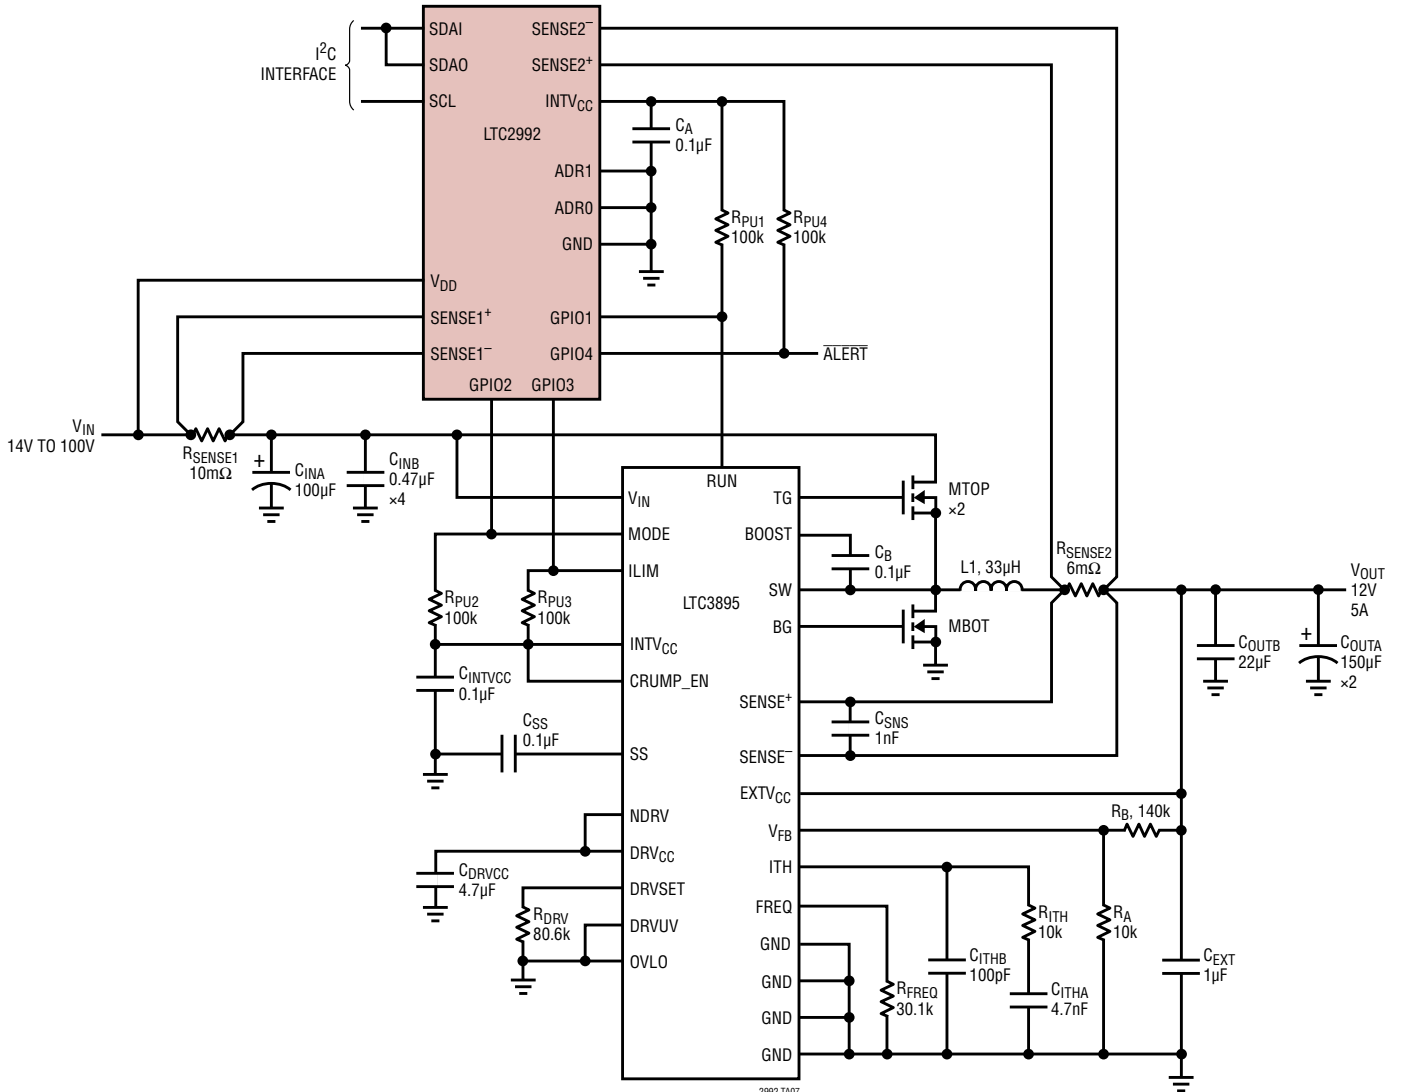 SDAI
SENSE2–
I2C
INTERFACE
SDAO
SENSE2+
SCL
INTVCC
LTC2992
CA
0.1µF
ADR1
ADR0
GND
RPU1
100k
RPU4
100k
VDD
SENSE1+
GPIO1
SENSE1–
GPIO4
ALERT
GPIO2
GPIO3
VIN
14V TO 100V
RSENSE1
10mΩ
+
CINA
100µF
CINB
0.47µF
×4
RUN
VIN
TG
MTOP
×2
MODE
BOOST
CB
0.1µF
ILIM
SW
L1, 33µH
RSENSE2
6mΩ
VOUT
12V
5A
RPU2
100k
RPU3
100k
LTC3895
BG
MBOT
INTVCC
COUTB
22µF
+
COUTA
150µF
×2
CINTVCC
0.1µF
CRUMP_EN
SENSE+
CSNS
1nF
CSS
0.1µF
SS
SENSE–
EXTVCC
NDRV
VFB
RB, 140k
DRVCC
CDRVCC
4.7µF
ITH
DRVSET
RDRV
80.6k
FREQ
DRVUV
RITH
10k
RA
10k
GND
OVLO
GND
CITHB
100pF
CEXT
1µF
RFREQ
30.1k
CITHA
4.7nF
GND
GND
2992 TA07